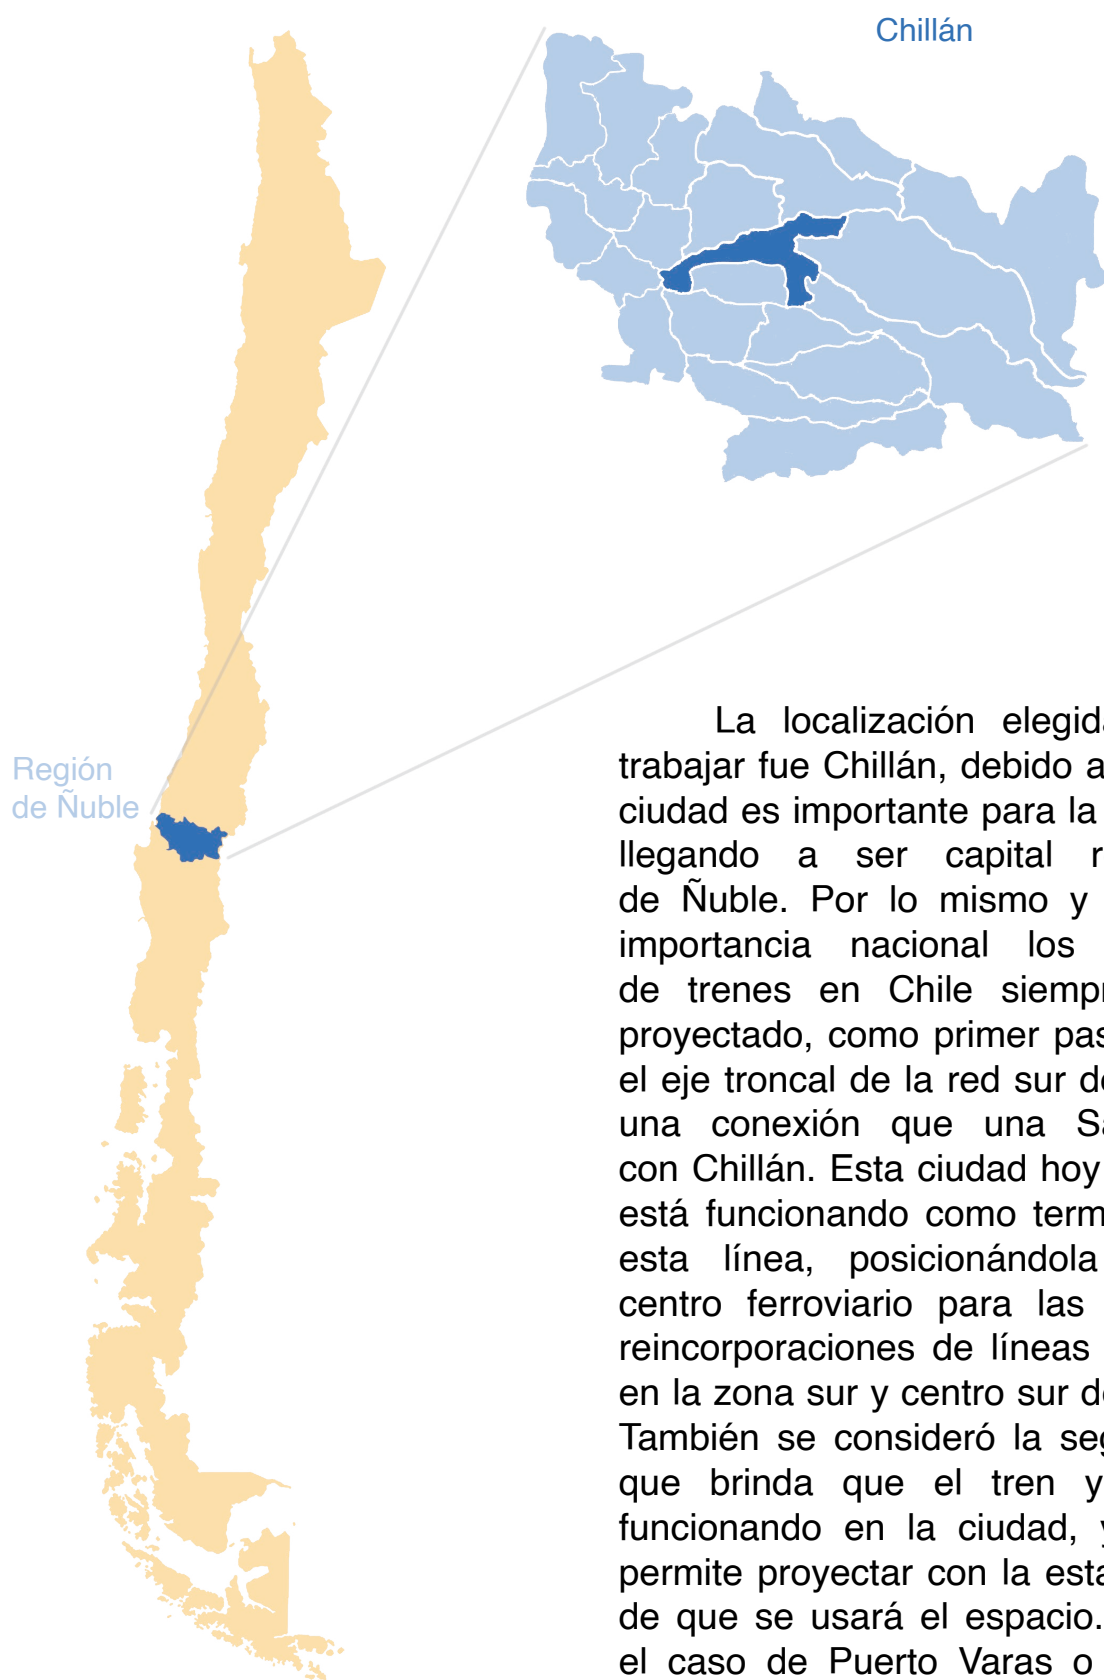 Chillán
Región
de Ñuble
La localización elegida
trabajar fue Chillán, debido a
ciudad es importante para la
llegando a ser capital r
de Ñuble. Por lo mismo y
importancia nacional los
de trenes en Chile siempr
proyectado, como primer pas
el eje troncal de la red sur d
una conexión que una Sa
con Chillán. Esta ciudad hoy
está funcionando como term
esta línea, posicionándola
centro ferroviario para las
reincorporaciones de líneas
en la zona sur y centro sur d
También se consideró la seg
que brinda que el tren y
funcionando en la ciudad, y
permite proyectar con la esta
de que se usará el espacio.
el caso de Puerto Varas o